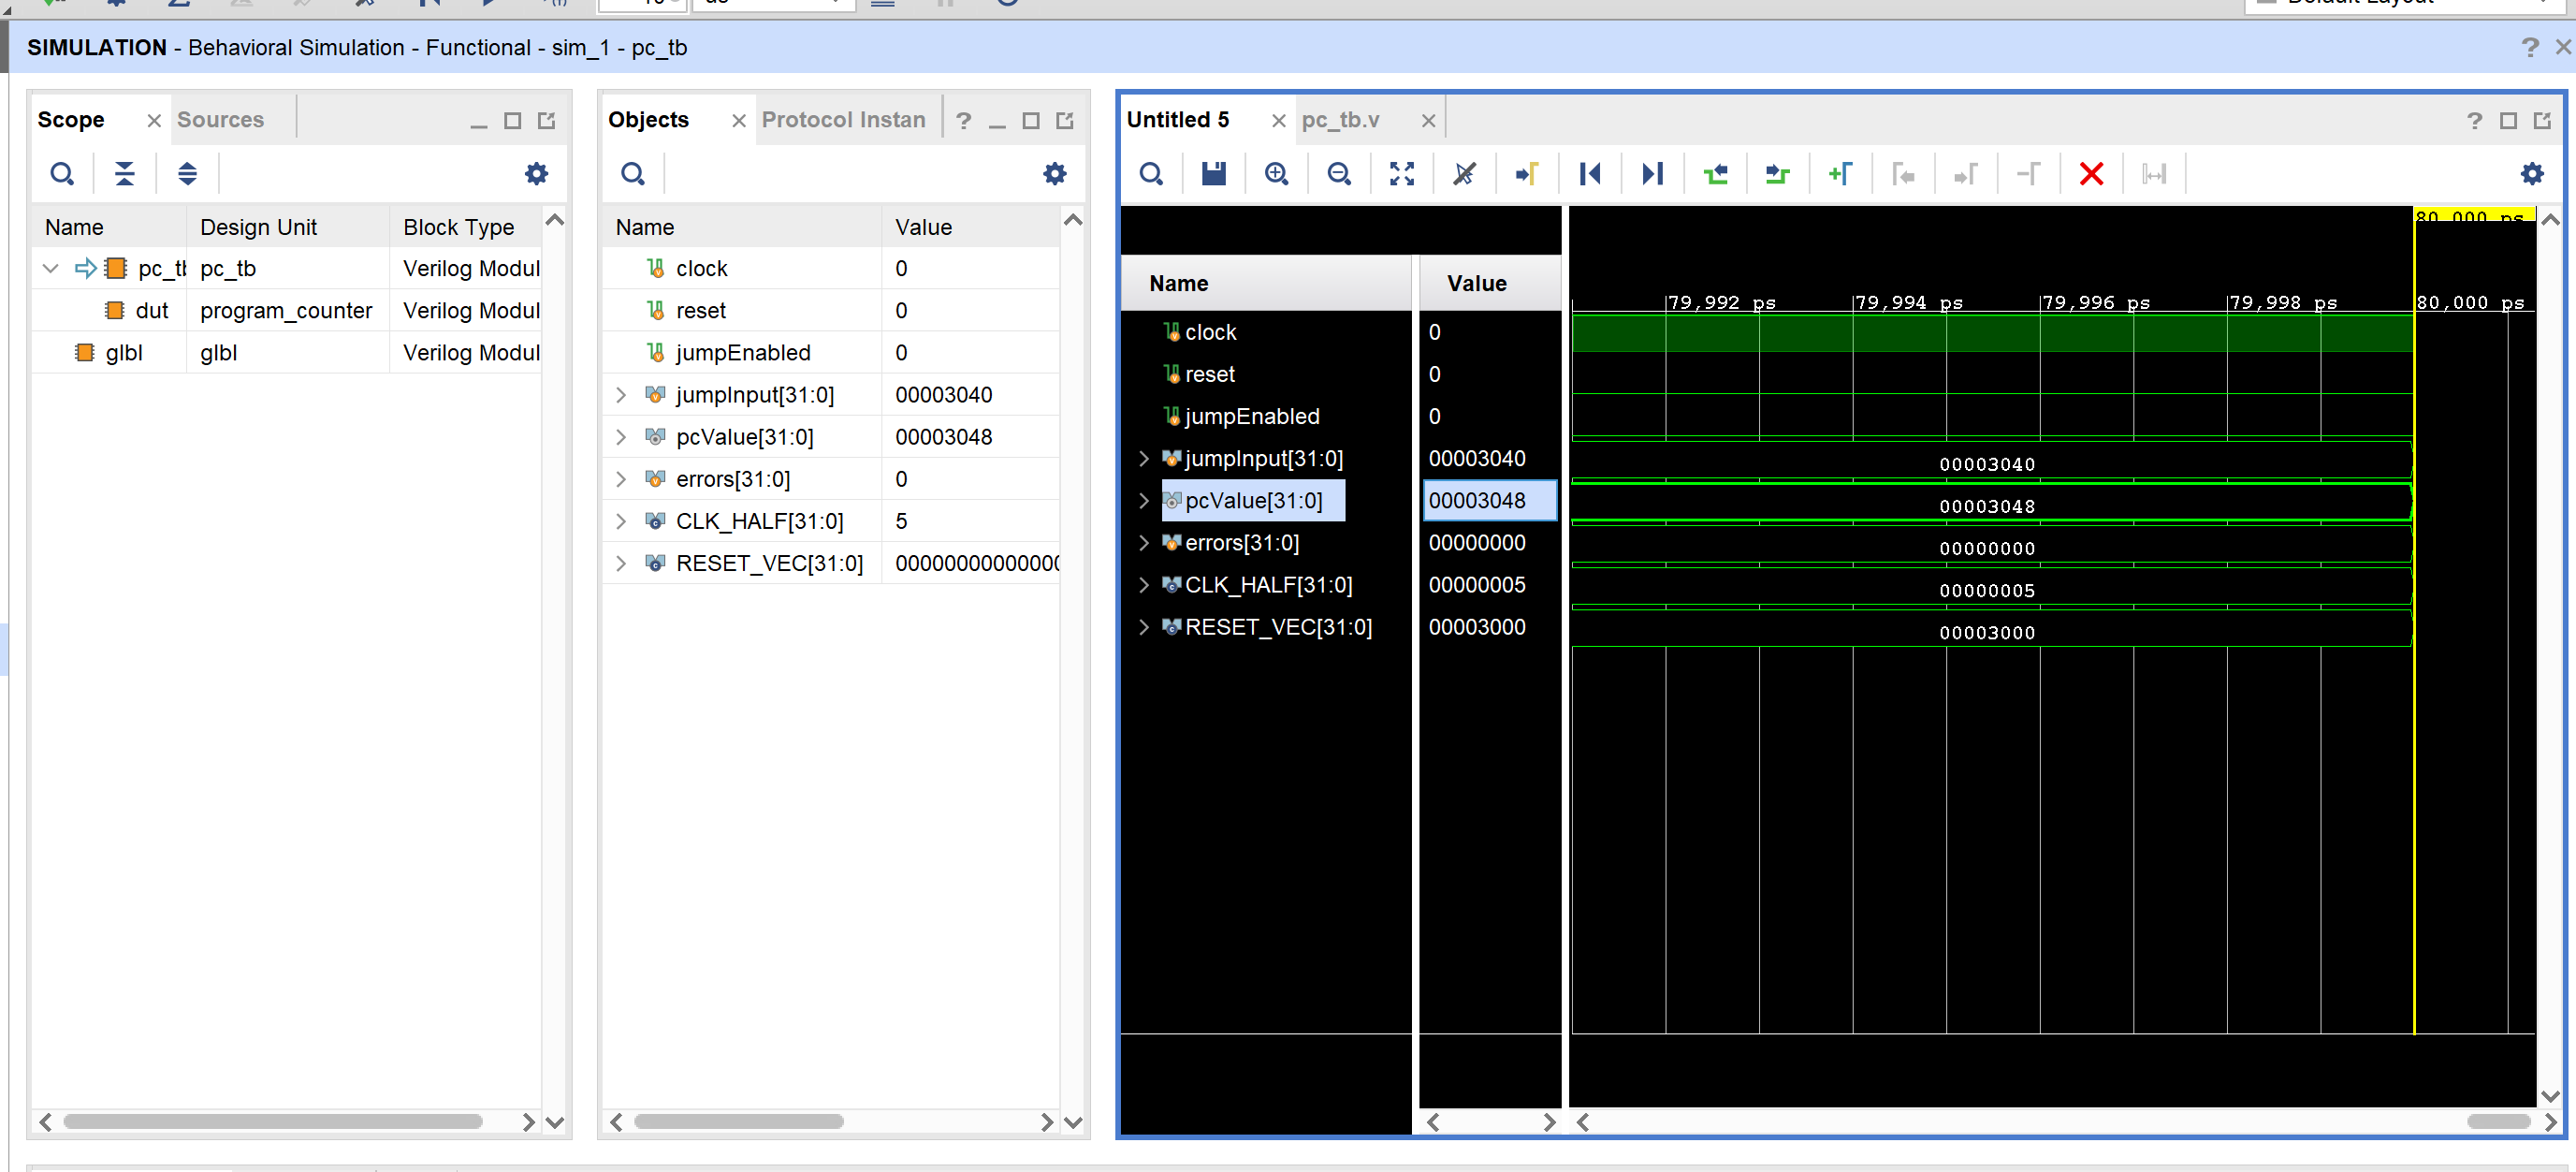 SIMULATION - Behavioral Simulation - Functional - sim_1 - pc_tb
Scope
Sources
Name Design Unit Block Type
pc_tb pc_tb Verilog Modul
dut program_counter Verilog Modul
glbl glbl Verilog Modul
Objects
Protocol Instan
Name Value
clock 0
reset 0
jumpEnabled 0
jumpInput[31:0] 00003040
pcValue[31:0] 00003048
errors[31:0] 0
CLK_HALF[31:0] 5
RESET_VEC[31:0] 00000000000000
Untitled 5
pc_tb.v
80,000 ps
Name Value
79,992 ps 79,994 ps 79,996 ps 79,998 ps 80,000 ps
clock 0
reset 0
jumpEnabled 0
jumpInput[31:0] 00003040 00003040
pcValue[31:0] 00003048 00003048
errors[31:0] 00000000 00000000
CLK_HALF[31:0] 00000005 00000005
RESET_VEC[31:0] 00003000 00003000